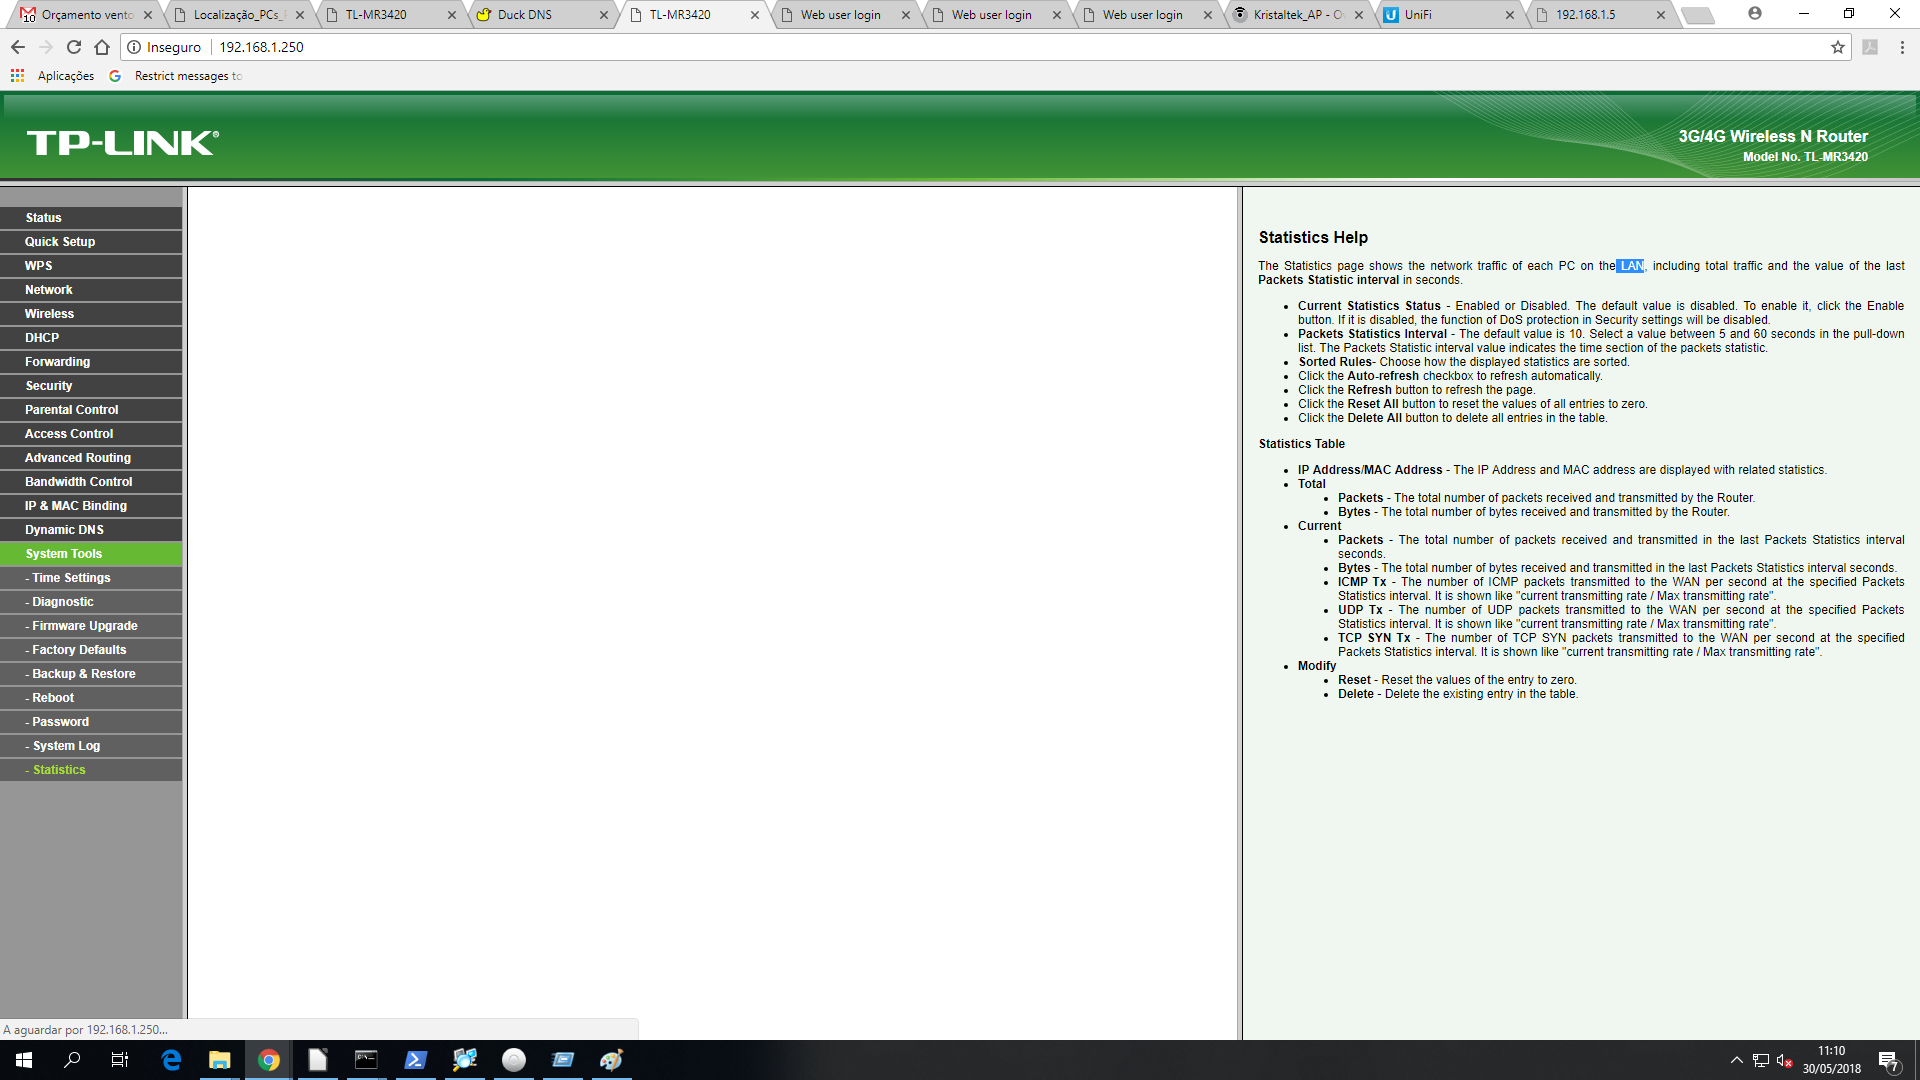 Orçamento vento
Localização_PCs_
TL-MR3420
Duck DNS
TL-MR3420
Web user login
Web user login
Web user login
Kristaltek_AP - O
UniFi
192.168.1.5
Inseguro
192.168.1.250
Aplicações
Restrict messages to
TP-LINK®
3G/4G Wireless N Router
Model No. TL-MR3420
Status
Quick Setup
WPS
Network
Wireless
DHCP
Forwarding
Security
Parental Control
Access Control
Advanced Routing
Bandwidth Control
IP & MAC Binding
Dynamic DNS
System Tools
- Time Settings
- Diagnostic
- Firmware Upgrade
- Factory Defaults
- Backup & Restore
- Reboot
- Password
- System Log
- Statistics
Statistics Help
The Statistics page shows the network traffic of each PC on the LAN, including total traffic and the value of the last
Packets Statistic interval in seconds.
• Current Statistics Status - Enabled or Disabled. The default value is disabled. To enable it, click the Enable
button. If it is disabled, the function of DoS protection in Security settings will be disabled.
• Packets Statistics Interval - The default value is 10. Select a value between 5 and 60 seconds in the pull-down
list. The Packets Statistic interval value indicates the time section of the packets statistic.
• Sorted Rules- Choose how the displayed statistics are sorted.
• Click the Auto-refresh checkbox to refresh automatically.
• Click the Refresh button to refresh the page.
• Click the Reset All button to reset the values of all entries to zero.
• Click the Delete All button to delete all entries in the table.
Statistics Table
• IP Address/MAC Address - The IP Address and MAC address are displayed with related statistics.
• Total
• Packets - The total number of packets received and transmitted by the Router.
• Bytes - The total number of bytes received and transmitted by the Router.
• Current
• Packets - The total number of packets received and transmitted in the last Packets Statistics interval
seconds.
• Bytes - The total number of bytes received and transmitted in the last Packets Statistics interval seconds.
• ICMP Tx - The number of ICMP packets transmitted to the WAN per second at the specified Packets
Statistics interval. It is shown like "current transmitting rate / Max transmitting rate".
• UDP Tx - The number of UDP packets transmitted to the WAN per second at the specified Packets
Statistics interval. It is shown like "current transmitting rate / Max transmitting rate".
• TCP SYN Tx - The number of TCP SYN packets transmitted to the WAN per second at the specified
Packets Statistics interval. It is shown like "current transmitting rate / Max transmitting rate".
• Modify
• Reset - Reset the values of the entry to zero.
• Delete - Delete the existing entry in the table.
A aguardar por 192.168.1.250...
11:10
30/05/2018
7